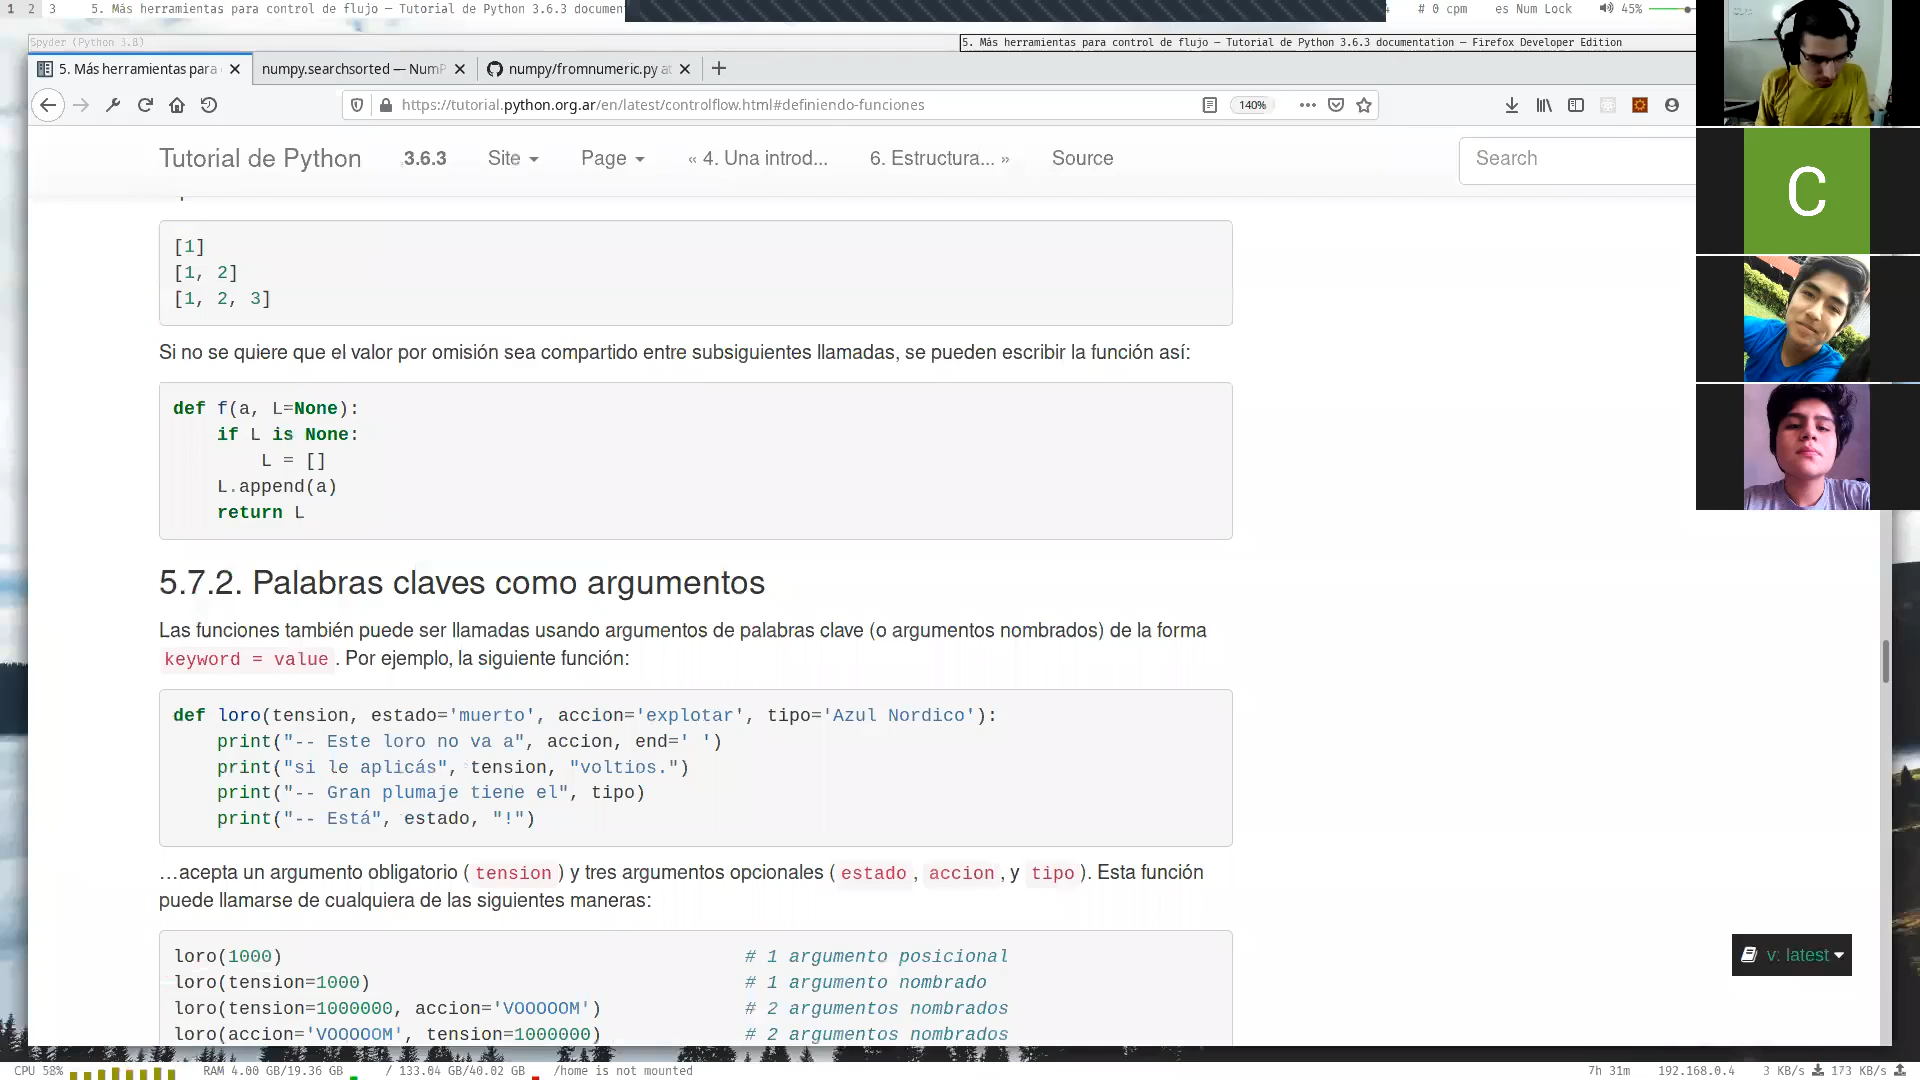 1 2 3 5. Más herramientas para control de flujo — Tutorial de Python 3.6.3 documen
# 0 cpm es Num Lock 45%
Spyder (Python 3.8)
5. Más herramientas para control de flujo — Tutorial de Python 3.6.3 documentation — Firefox Developer Edition
5. Más herramientas para
numpy.searchsorted — NumP
numpy/fromnumeric.py at
https://tutorial.python.org.ar/en/latest/controlflow.html#definiendo-funciones
140%
Tutorial de Python 3.6.3 Site Page « 4. Una introd... 6. Estructura... » Source
Search
[1]
[1, 2]
[1, 2, 3]
Si no se quiere que el valor por omisión sea compartido entre subsiguientes llamadas, se pueden escribir la función así:
def f(a, L=None):
    if L is None:
        L = []
    L.append(a)
    return L
5.7.2. Palabras claves como argumentos
Las funciones también puede ser llamadas usando argumentos de palabras clave (o argumentos nombrados) de la forma
keyword = value . Por ejemplo, la siguiente función:
def loro(tension, estado='muerto', accion='explotar', tipo='Azul Nordico'):
    print("-- Este loro no va a", accion, end=' ')
    print("si le aplicás", tension, "voltios.")
    print("-- Gran plumaje tiene el", tipo)
    print("-- Está", estado, "!")
…acepta un argumento obligatorio ( tension ) y tres argumentos opcionales ( estado , accion , y tipo ). Esta función
puede llamarse de cualquiera de las siguientes maneras:
loro(1000) # 1 argumento posicional
loro(tension=1000) # 1 argumento nombrado
loro(tension=1000000, accion='VOOOOOM') # 2 argumentos nombrados
loro(accion='VOOOOOM', tension=1000000) # 2 argumentos nombrados
C
v: latest
CPU 58% RAM 4.00 GB/19.36 GB / 133.04 GB/40.02 GB /home is not mounted
7h 31m 192.168.0.4 3 KB/s 173 KB/s